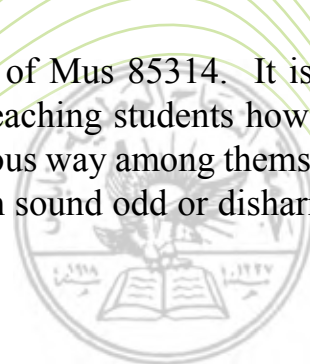 of Mus 85314. It is
eaching students how
ous way among thems
n sound odd or dishar